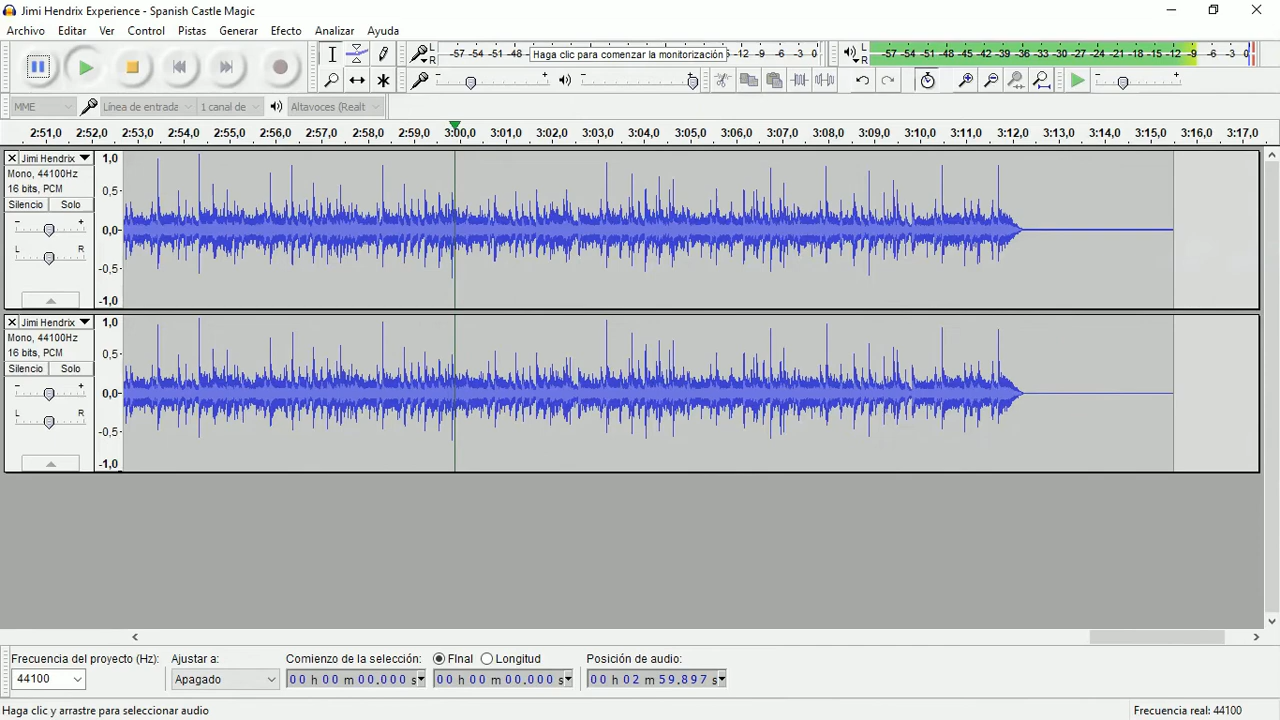 Jimi Hendrix Experience - Spanish Castle Magic
Archivo Editar Ver Control Pistas Generar Efecto Analizar Ayuda
L R -57 -54 -51 -48 Haga clic para comenzar la monitorización -12 -9 -6 -3 0
L R -57 -54 -51 -48 -45 -42 -39 -36 -33 -30 -27 -24 -21 -18 -15 -12 -9 -6 -3 0
MME Línea de entrada 1 canal de Altavoces (Realt
2:51,0 2:52,0 2:53,0 2:54,0 2:55,0 2:56,0 2:57,0 2:58,0 2:59,0 3:00,0 3:01,0 3:02,0 3:03,0 3:04,0 3:05,0 3:06,0 3:07,0 3:08,0 3:09,0 3:10,0 3:11,0 3:12,0 3:13,0 3:14,0 3:15,0 3:16,0 3:17,0
Jimi Hendrix 1,0
Mono, 44100Hz
16 bits, PCM 0,5
Silencio Solo
- + 0,0
L R
-0,5
-1,0
Jimi Hendrix 1,0
Mono, 44100Hz
16 bits, PCM 0,5
Silencio Solo
- + 0,0
L R
-0,5
-1,0
Frecuencia del proyecto (Hz): Ajustar a: Comienzo de la selección: FInal Longitud Posición de audio:
44100 Apagado 00 h 00 m 00.000 s 00 h 00 m 00.000 s 00 h 02 m 59.897 s
Haga clic y arrastre para seleccionar audio Frecuencia real: 44100